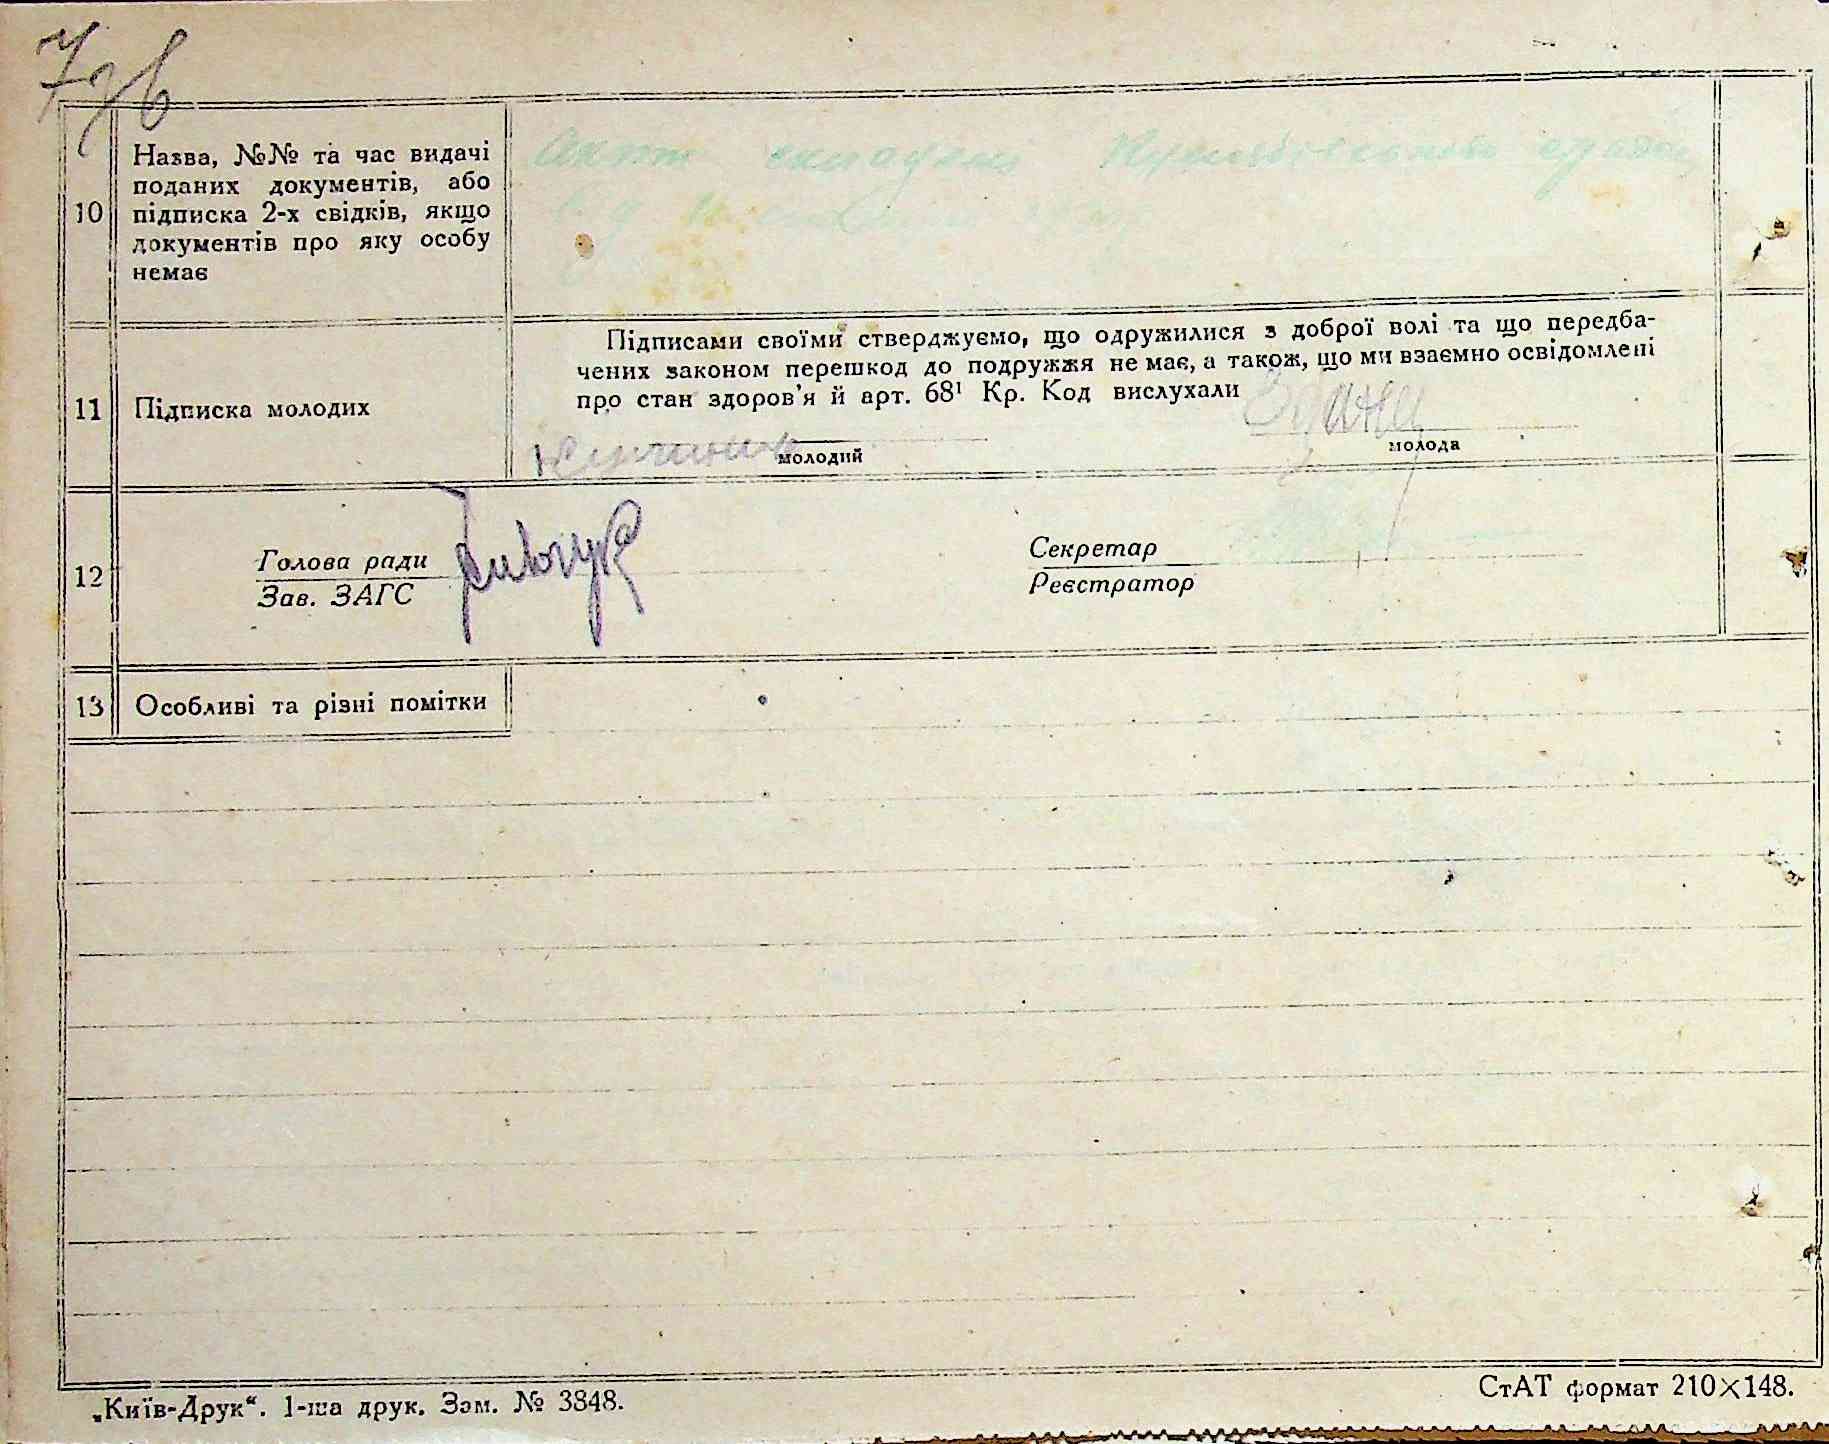 7зв
10
Назва, №№ та час видачі
поданих документів, або
підписка 2-х свідків, якщо
документів про яку особу
немає
Акт
11
Підписка молодих
Підписами своїми стверджуємо, що одружилися з доброї волі та що передба-
чених законом перешкод до подружжя не має, а також, що ми взаємно освідомлені
про стан здоров'я й арт. 68¹ Кр. Код вислухали
молодий
молода
12
Голова ради
Зав. ЗАГС
Секретар
Реєстратор
13
Особливі та різні помітки
„Київ-Друк“. 1-ша друк. Зам. № 3848.
СтАТ формат 210×148.